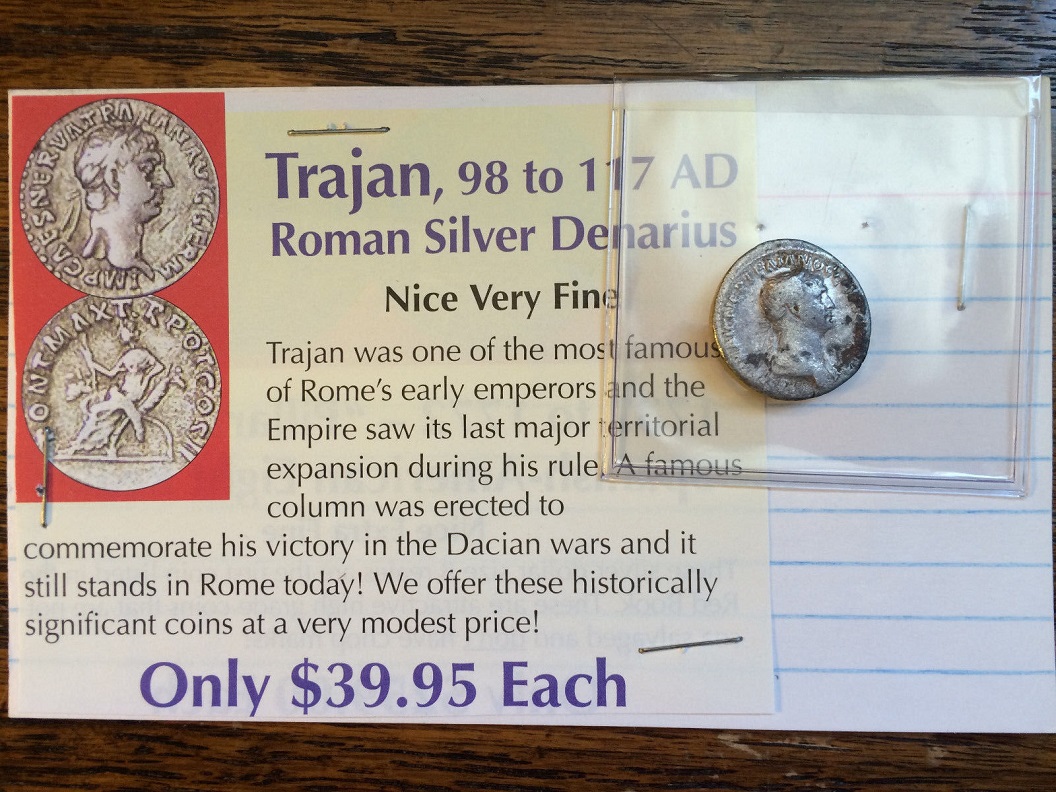 Trajan, 98 to 117 AD
Roman Silver Denarius
Nice Very Fine
Trajan was one of the most famous
of Rome's early emperors and the
Empire saw its last major territorial
expansion during his rule. A famous
column was erected to
commemorate his victory in the Dacian wars and it
still stands in Rome today! We offer these historically
significant coins at a very modest price!
Only $39.95 Each
IMPCAESNERVATRAIANAVGGERM
PONTMAXTRPOTCOSII